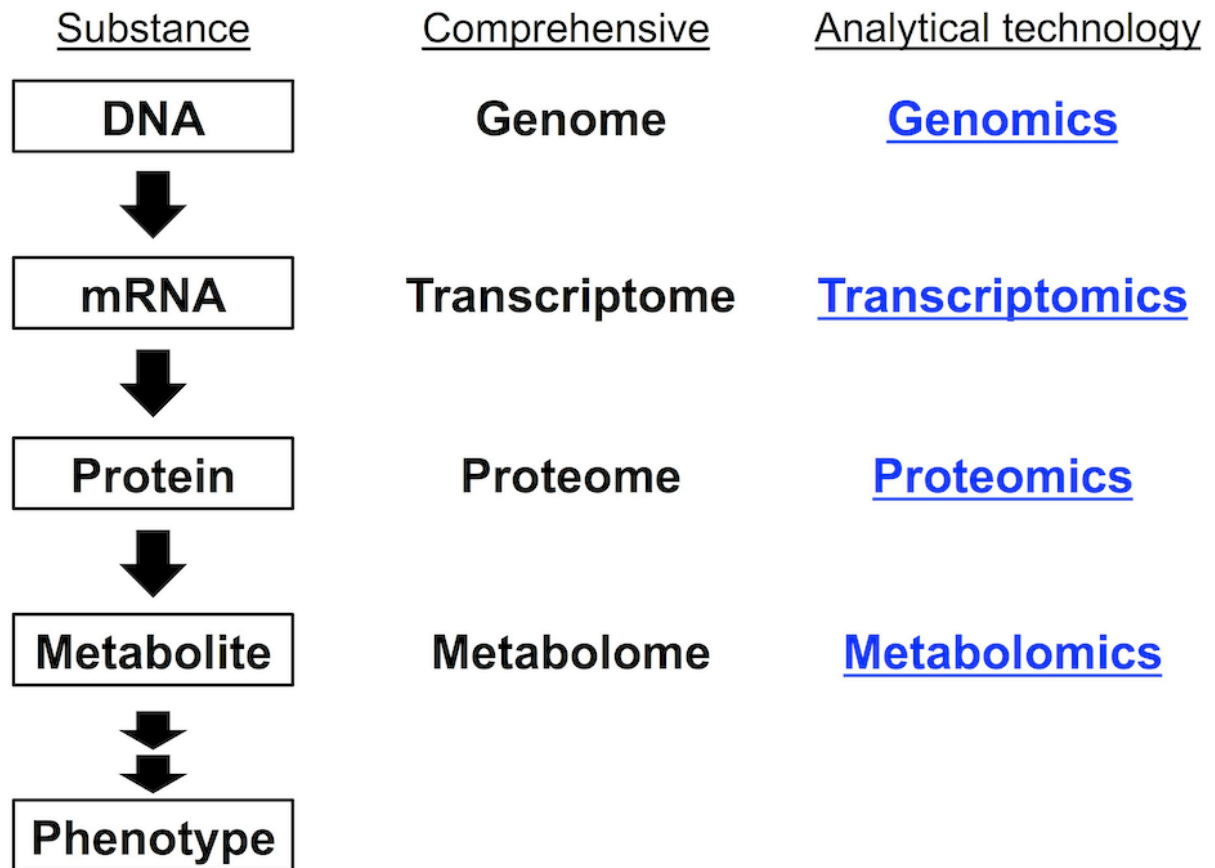 Substance Comprehensive Analytical technology
DNA Genome Genomics
mRNA Transcriptome Transcriptomics
Protein Proteome Proteomics
Metabolite Metabolome Metabolomics
Phenotype